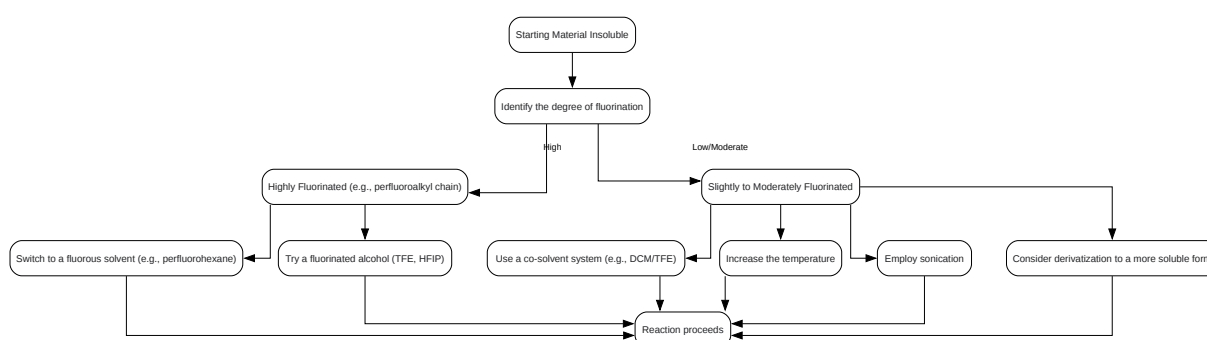 Starting Material Insoluble
Identify the degree of fluorination
High
Low/Moderate
Highly Fluorinated (e.g., perfluoroalkyl chain)
Slightly to Moderately Fluorinated
Switch to a fluorous solvent (e.g., perfluorohexane)
Try a fluorinated alcohol (TFE, HFIP)
Use a co-solvent system (e.g., DCM/TFE)
Increase the temperature
Employ sonication
Consider derivatization to a more soluble form
Reaction proceeds